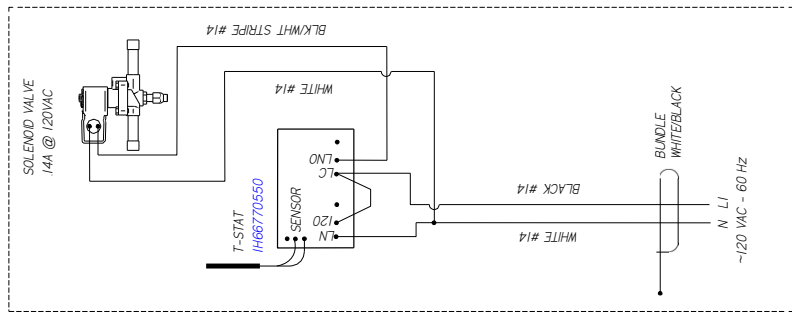 BLK/WHT STRIPE #14
WHITE #14
SOLENOID VALVE
.14A @ 120VAC
LNO
LC
120
LN
SENSOR
T-STAT
IH66770550
BLACK #14
WHITE #14
BUNDLE
WHITE/BLACK
L1
N
~120 VAC - 60 Hz